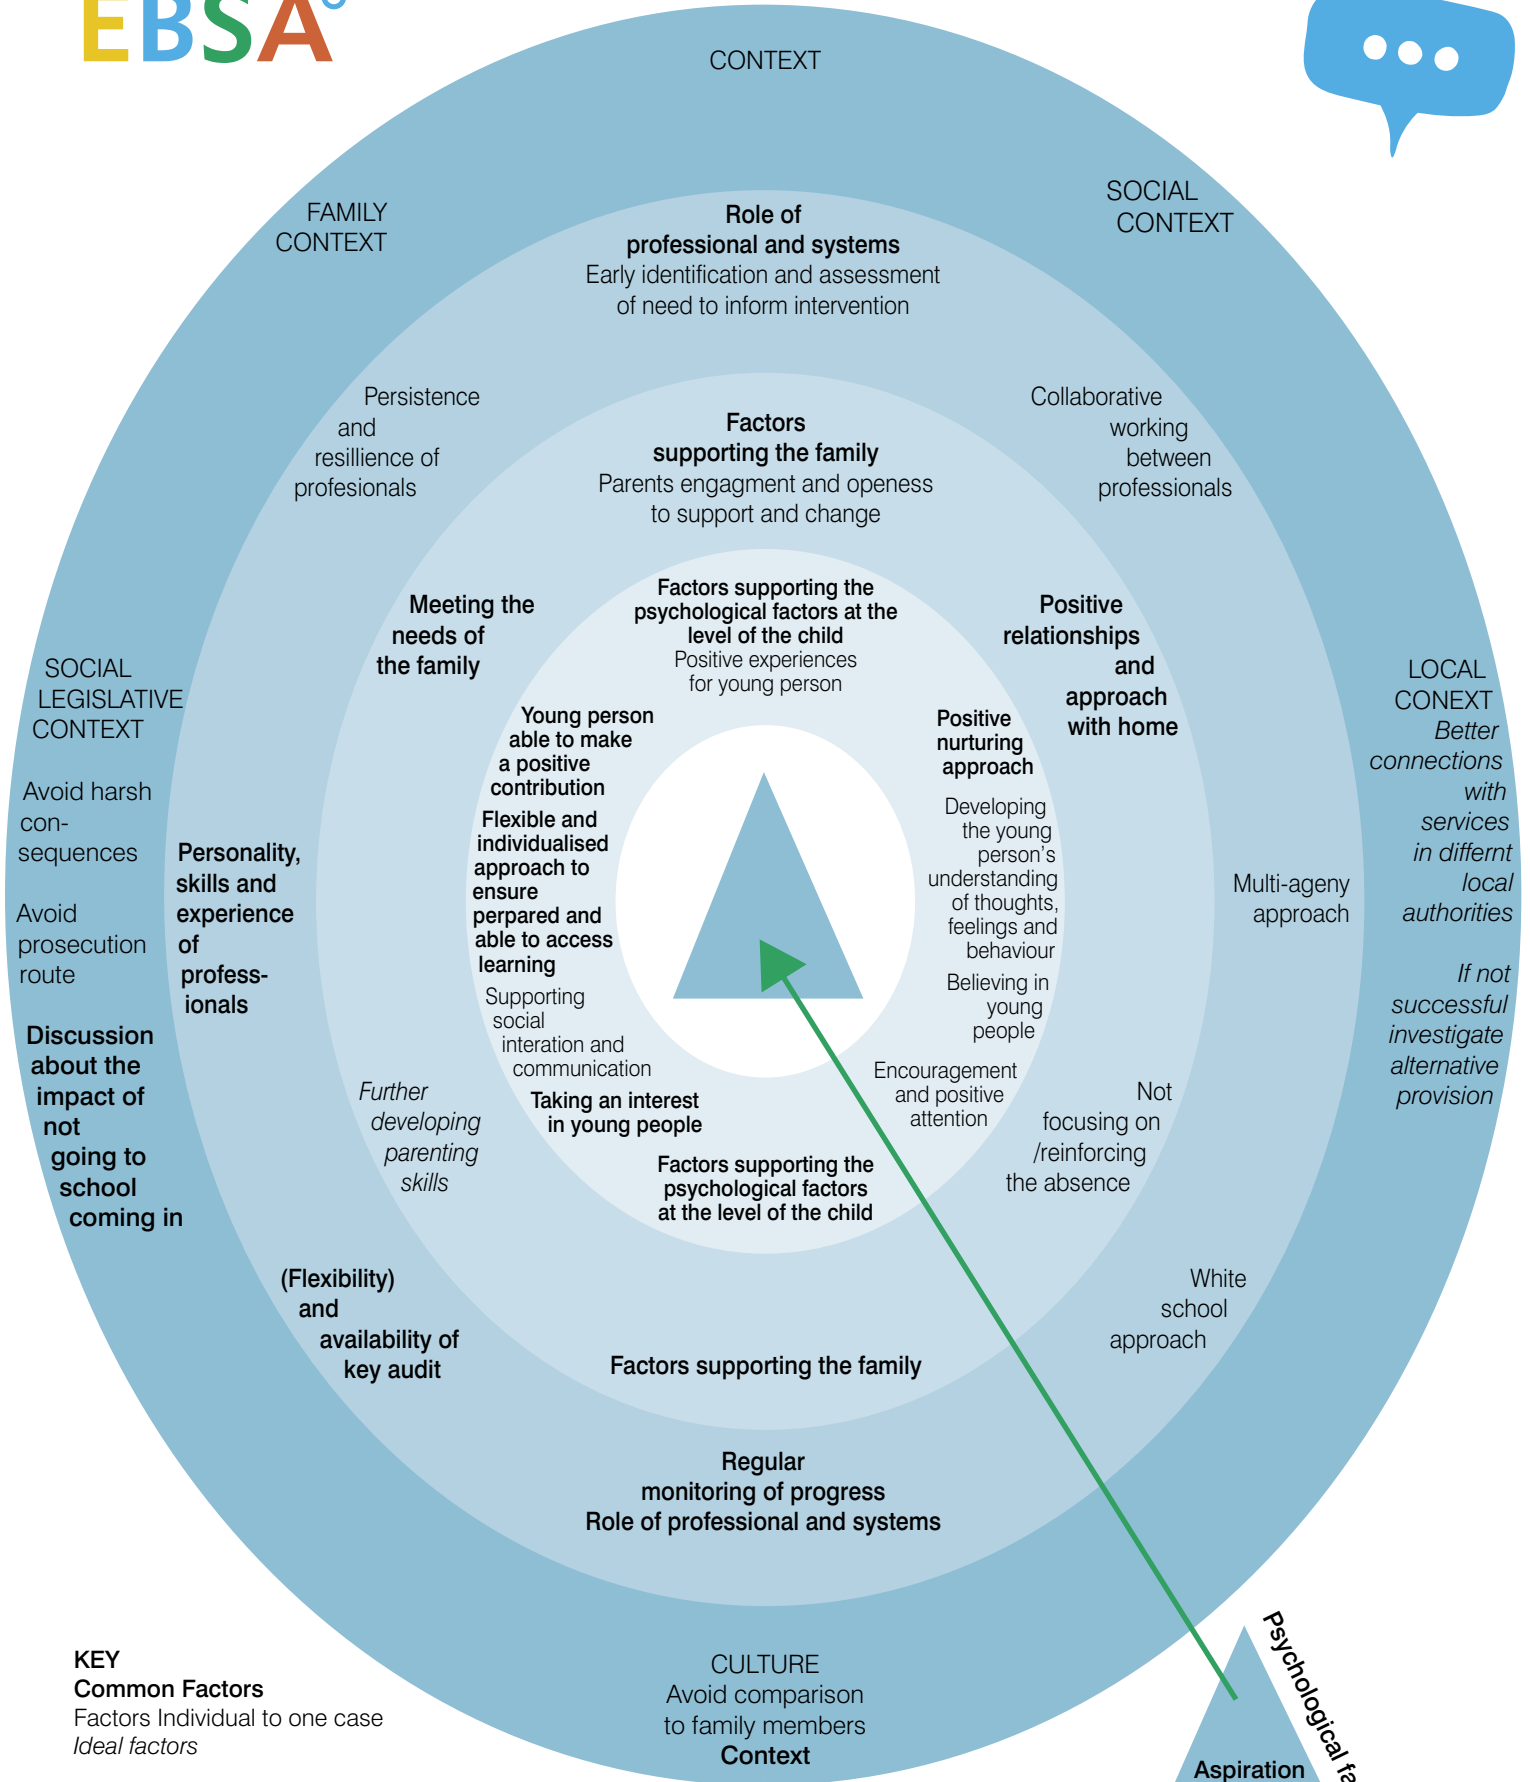 EBSA
CONTEXT
FAMILY
CONTEXT
SOCIAL
CONTEXT
Role of
professional and systems
Early identification and assessment
of need to inform intervention
Persistence
and
resillience of
profesionals
Collaborative
working
between
professionals
Factors
supporting the family
Parents engagment and openess
to support and change
Meeting the
needs of
the family
Factors supporting the
psychological factors at the
level of the child
Positive experiences
for young person
Positive
relationships
and
approach
with home
SOCIAL
LEGISLATIVE
CONTEXT
Avoid harsh
con-
sequences
Avoid
prosecution
route
Discussion
about the
impact of
not
going to
school
coming in
Personality,
skills and
experience
of
profess-
ionals
Young person
able to make
a positive
contribution
Flexible and
individualised
approach to
ensure
perpared and
able to access
learning
Supporting
social
interation and
communication
Taking an interest
in young people
Positive
nurturing
approach
Developing
the young
person's
understanding
of thoughts,
feelings and
behaviour
Believing in
young
people
Encouragement
and positive
attention
Multi-ageny
approach
LOCAL
CONEXT
Better
connections
with
services
in differnt
local
authorities
If not
successful
investigate
alternative
provision
Further
developing
parenting
skills
Not
focusing on
/reinforcing
the absence
Factors supporting the
psychological factors
at the level of the child
(Flexibility)
and
availability of
key audit
White
school
approach
Factors supporting the family
Regular
monitoring of progress
Role of professional and systems
CULTURE
Avoid comparison
to family members
Context
KEY
Common Factors
Factors Individual to one case
Ideal factors
Psychological fa
Aspiration